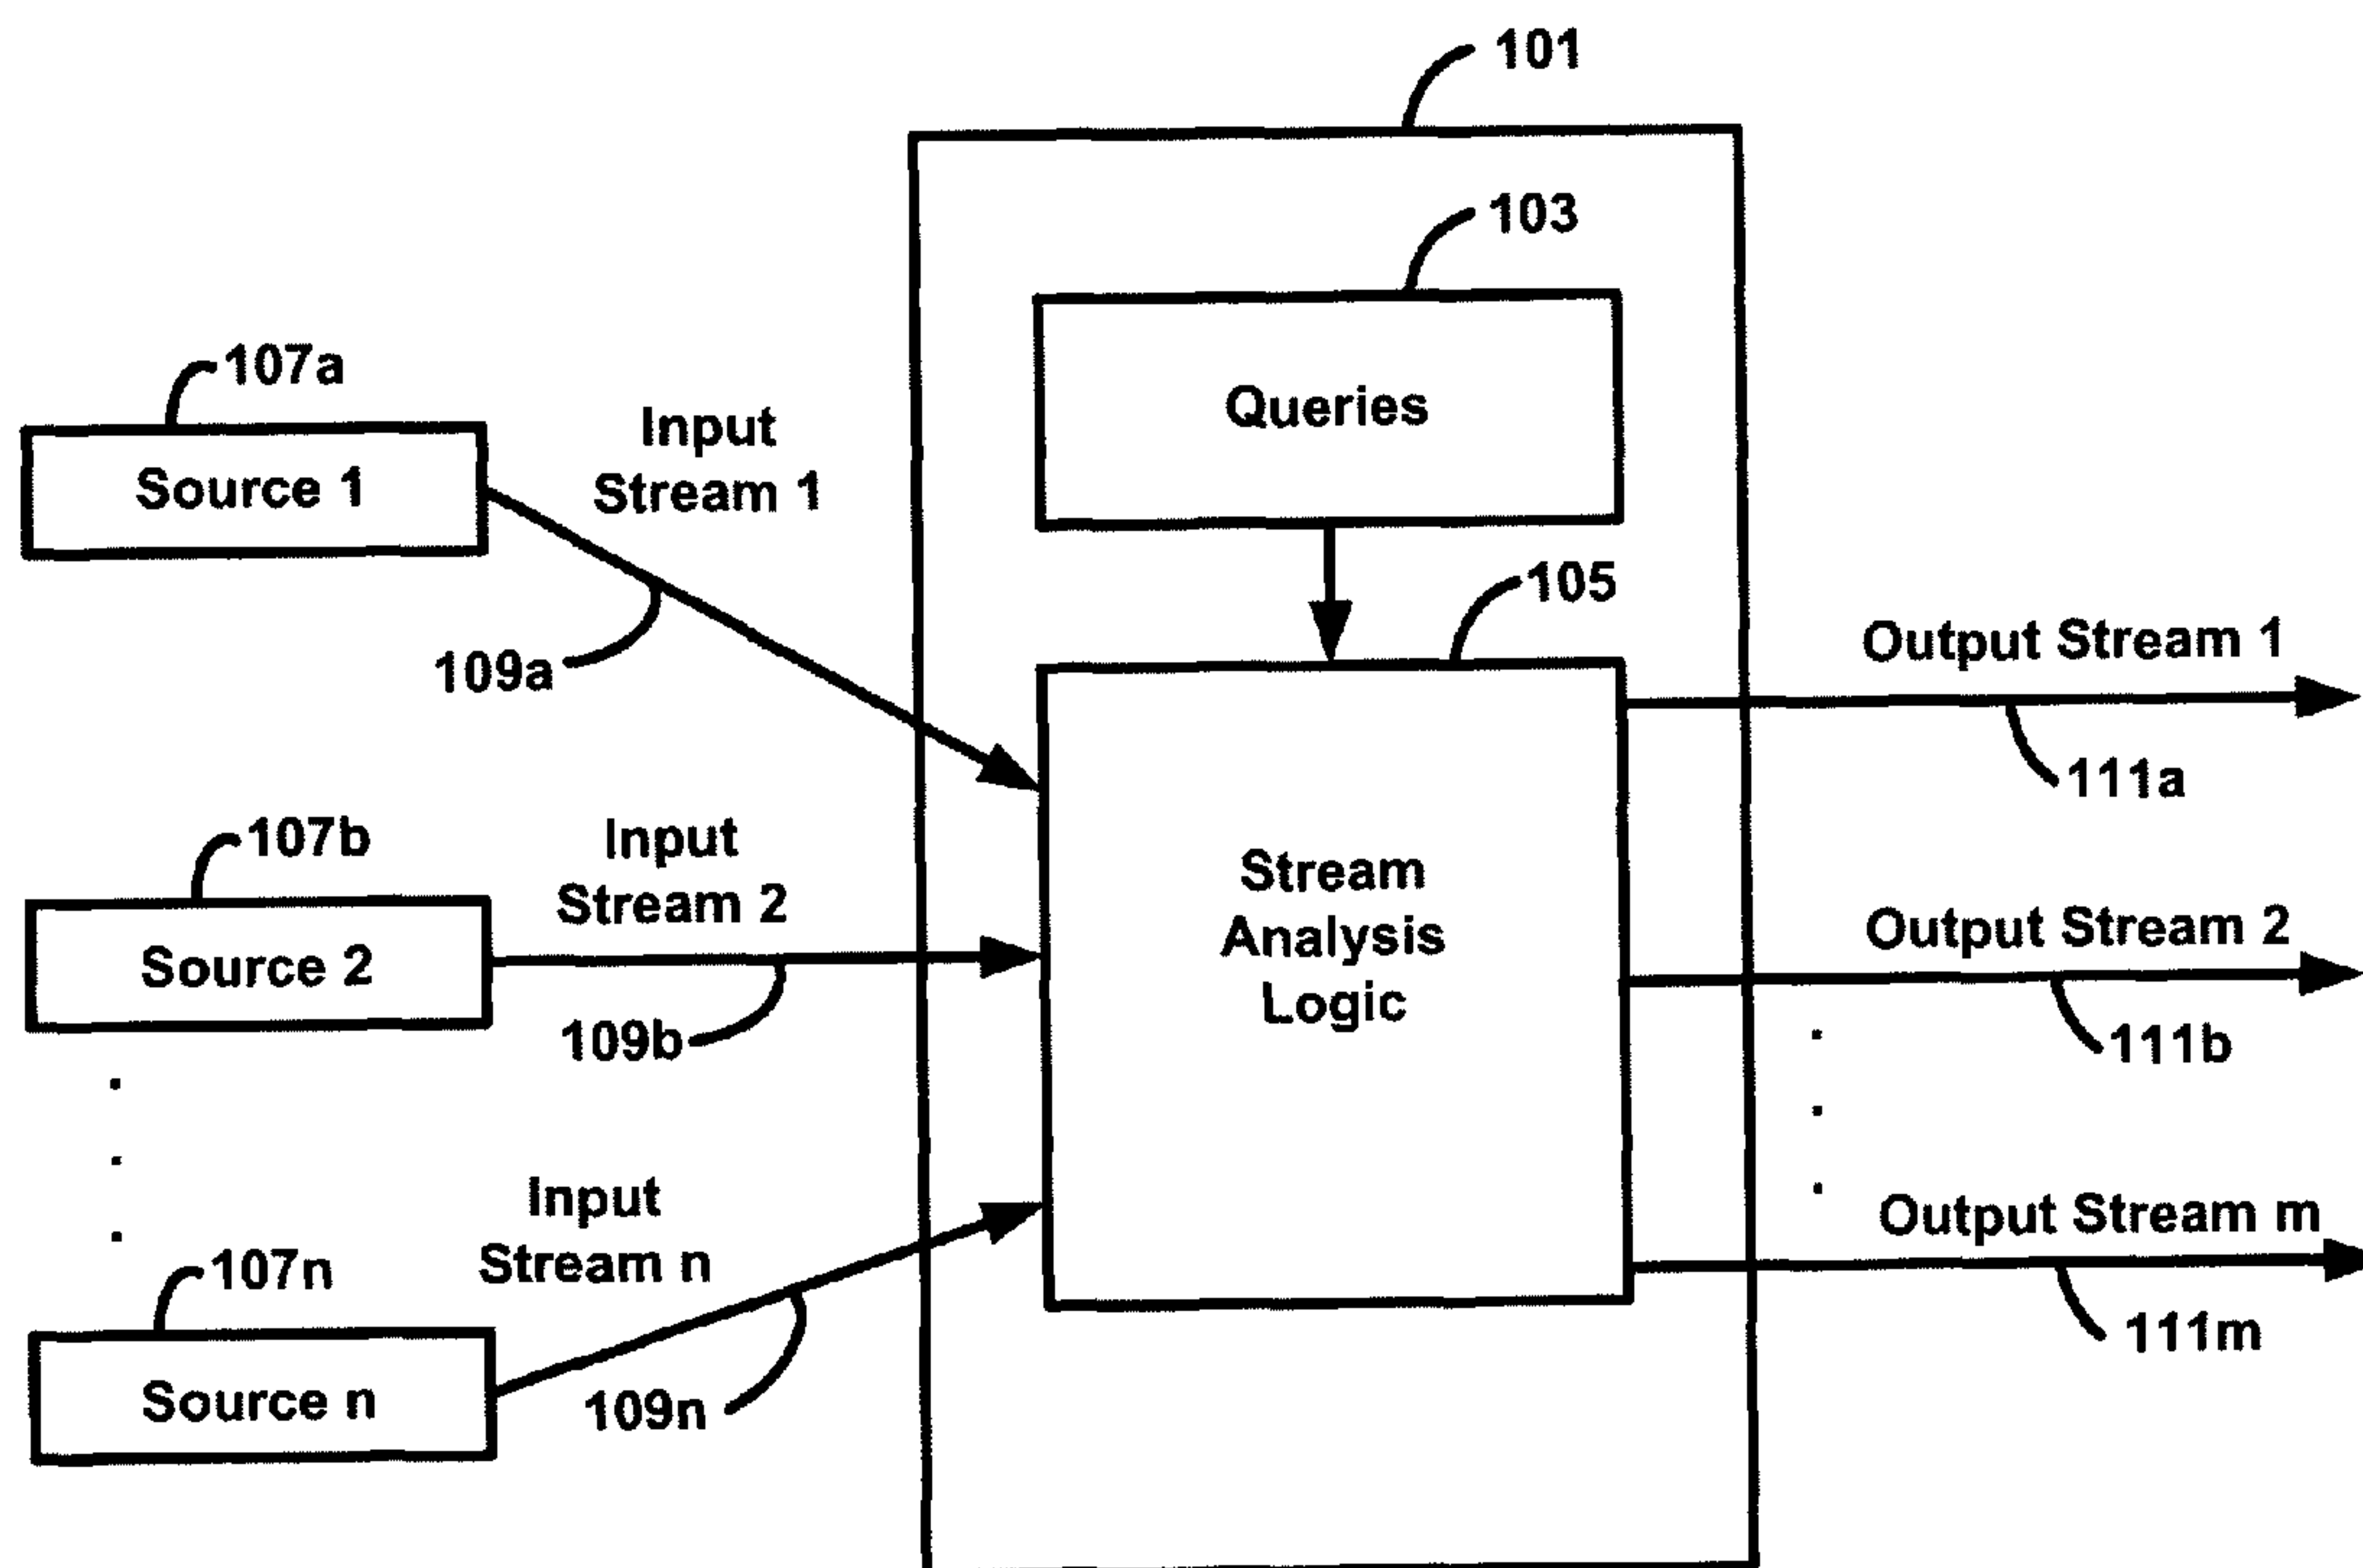 101
103
Queries
107a
Source 1
Input
Stream 1
109a
105
Output Stream 1
111a
107b
Source 2
Input
Stream 2
109b
Stream
Analysis
Logic
Output Stream 2
111b
107n
Source n
Input
Stream n
109n
Output Stream m
111m